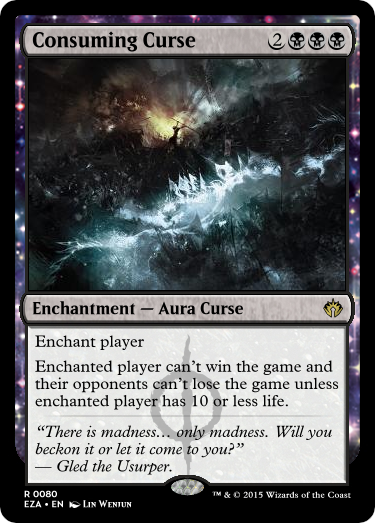 Consuming Curse 2
Enchantment — Aura Curse
Enchant player
Enchanted player can't win the game and
their opponents can't lose the game unless
enchanted player has 10 or less life.
“There is madness... only madness. Will you
beckon it or let it come to you?”
— Gled the Usurper.
R 0080
EZA • EN Lin Wenjun
™ & © 2015 Wizards of the Coast